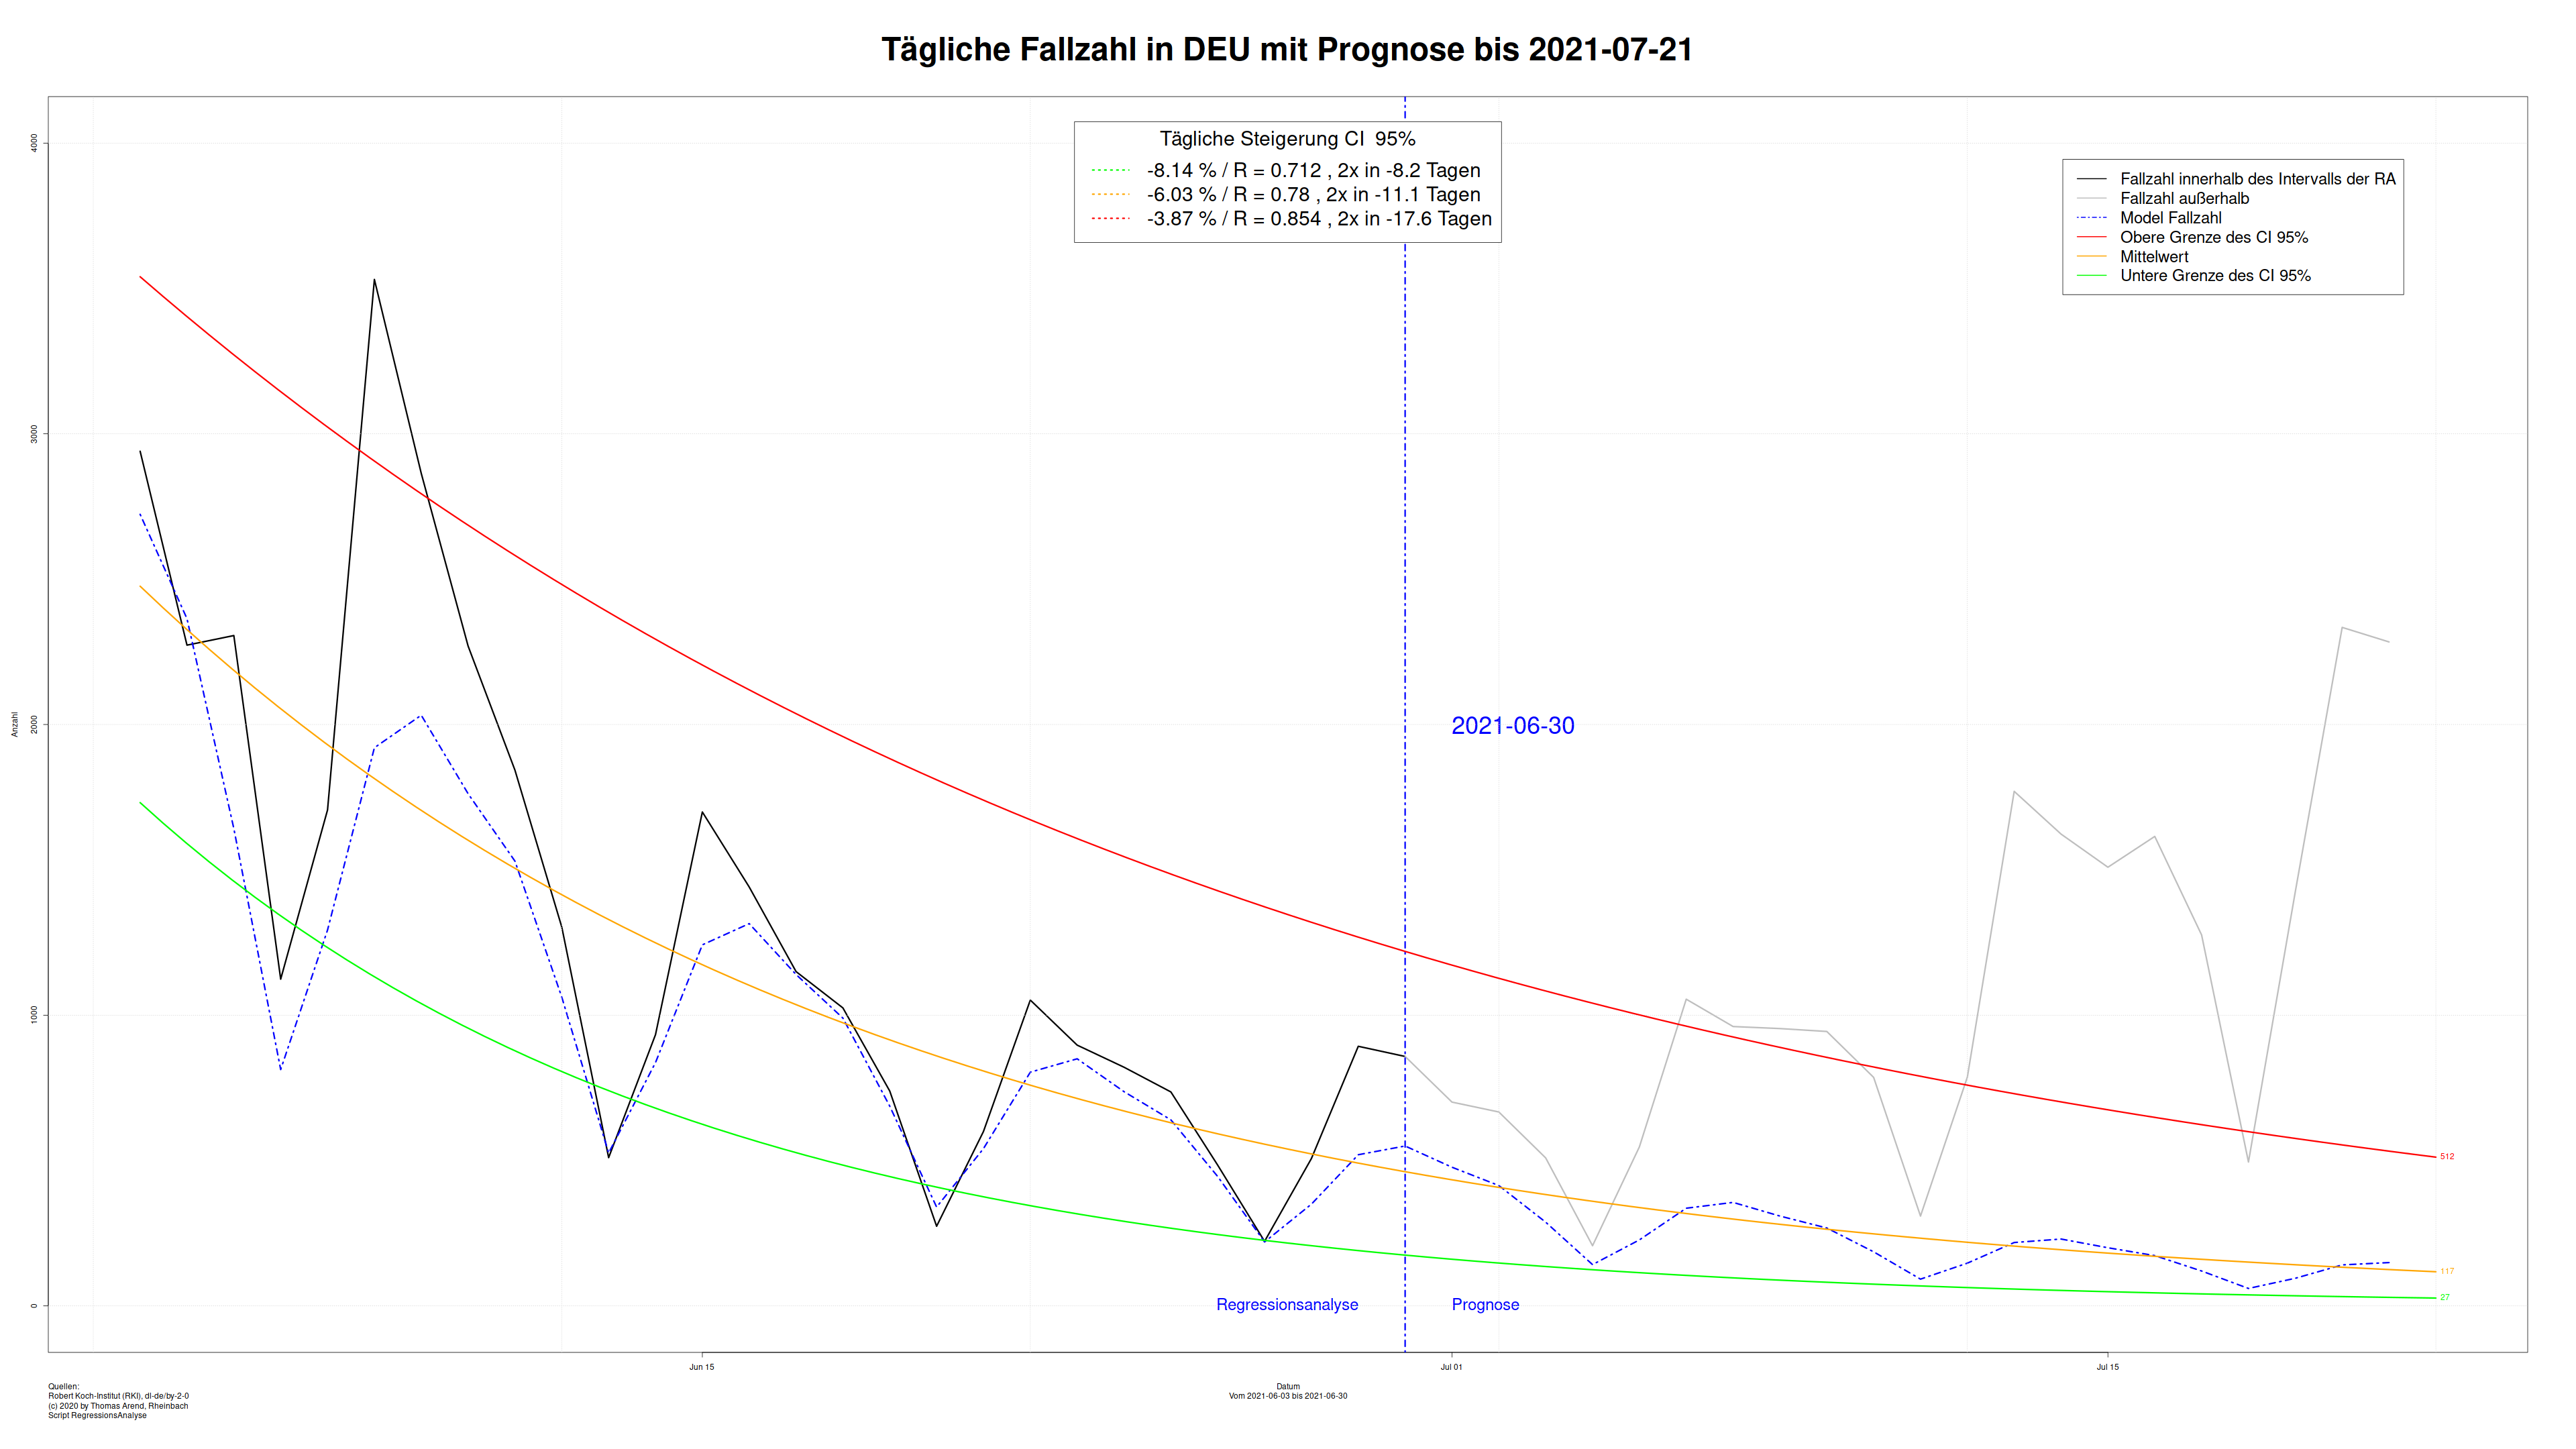 Tägliche Fallzahl in DEU mit Prognose bis 2021-07-21
Tägliche Steigerung CI  95%
-8.14 % / R = 0.712 , 2x in -8.2 Tagen
-6.03 % / R = 0.78 , 2x in -11.1 Tagen
-3.87 % / R = 0.854 , 2x in -17.6 Tagen
Fallzahl innerhalb des Intervalls der RA
Fallzahl außerhalb
Model Fallzahl
Obere Grenze des CI 95%
Mittelwert
Untere Grenze des CI 95%
4000
3000
2000
1000
0
Anzahl
2021-06-30
512
117
27
Regressionsanalyse
Prognose
Jun 15
Jul 01
Jul 15
Datum
Vom 2021-06-03 bis 2021-06-30
Quellen:
Robert Koch-Institut (RKI), dl-de/by-2-0
(c) 2020 by Thomas Arend, Rheinbach
Script RegressionsAnalyse